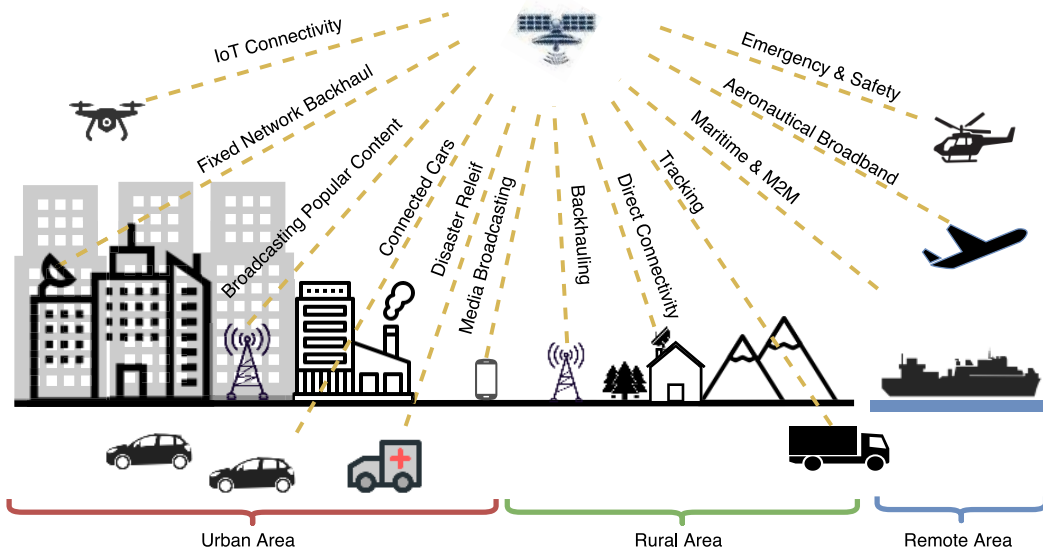 IoT Connectivity
Fixed Network Backhaul
Broadcasting Popular Content
Connected Cars
Disaster Releif
Media Broadcasting
Backhauling
Direct Connectivity
Tracking
Maritime & M2M
Aeronautical Broadband
Emergency & Safety
Urban Area
Rural Area
Remote Area